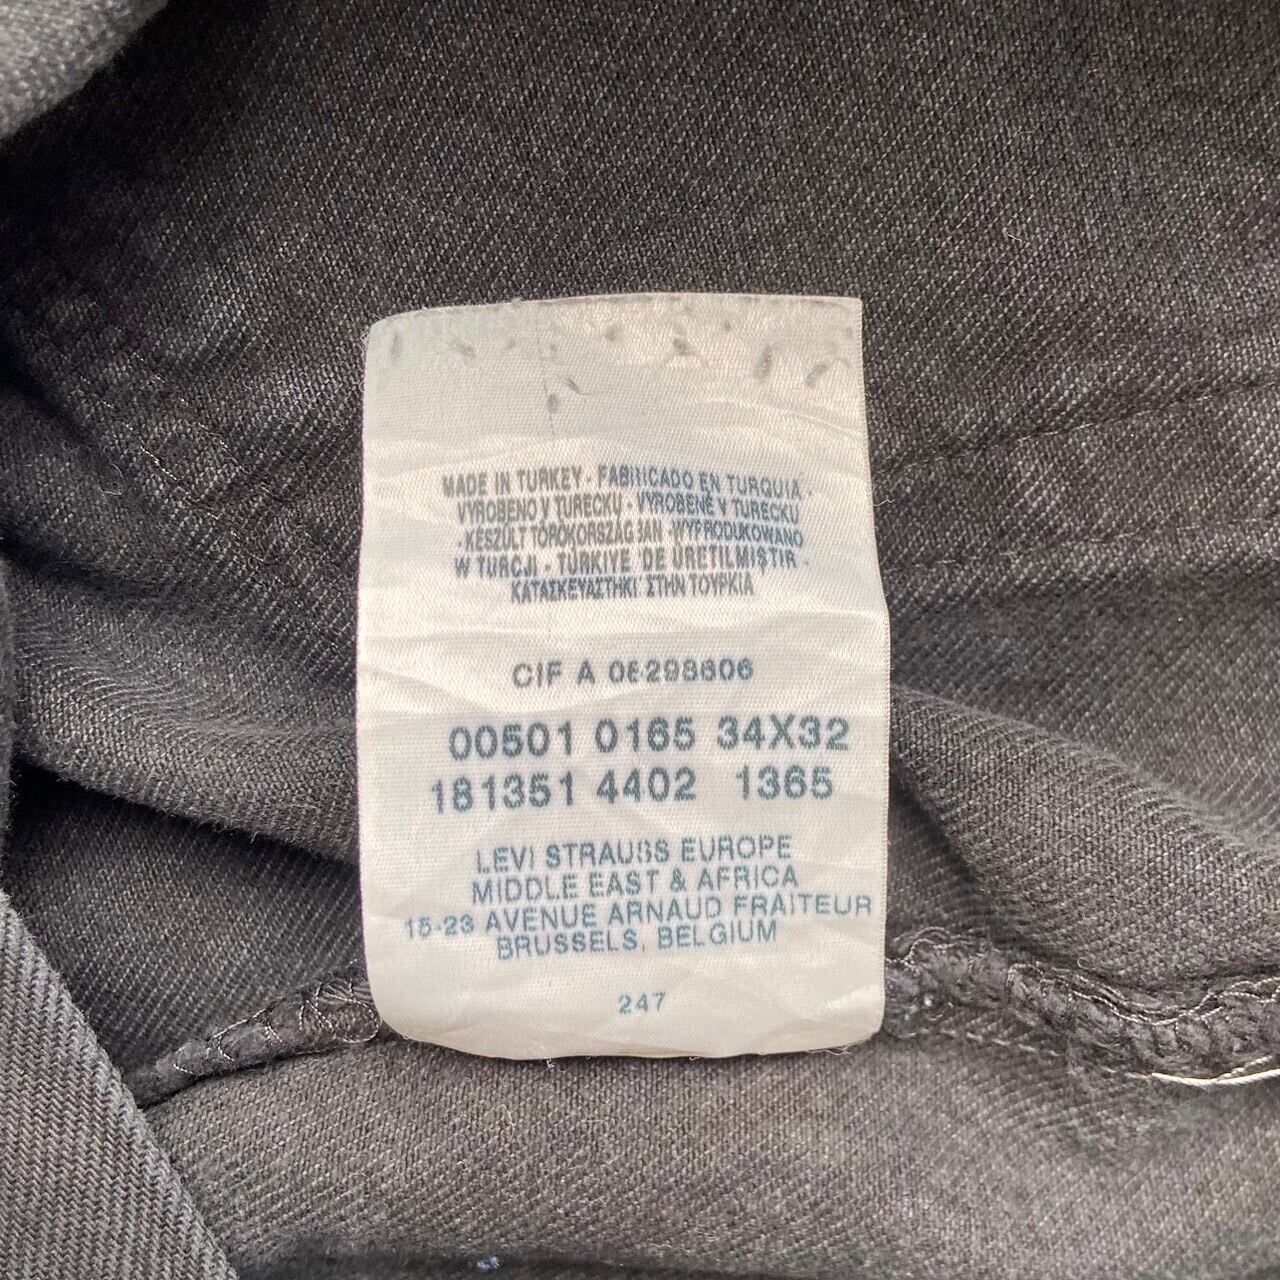 MADE IN TURKEY - FABRICADO EN TURQUIA -
VYROBENO V TURECKU - VYROBENÉ V TURECKU
- KÉSZÜLT TÖRÖKORSZÁGBAN - WYPRODUKOWANO
W TURCJI - TÜRKIYE DE ÜRETILMIŞTIR -
ΚΑΤΑΣΚΕΥΑΣΤΗΚΙ ΣΤΗΝ ΤΟΥΡΚΙΑ
CIF A 08298606
00501 0165 34X32
181351 4402 1365
LEVI STRAUSS EUROPE
MIDDLE EAST & AFRICA
15-23 AVENUE ARNAUD FRAITEUR
BRUSSELS, BELGIUM
247